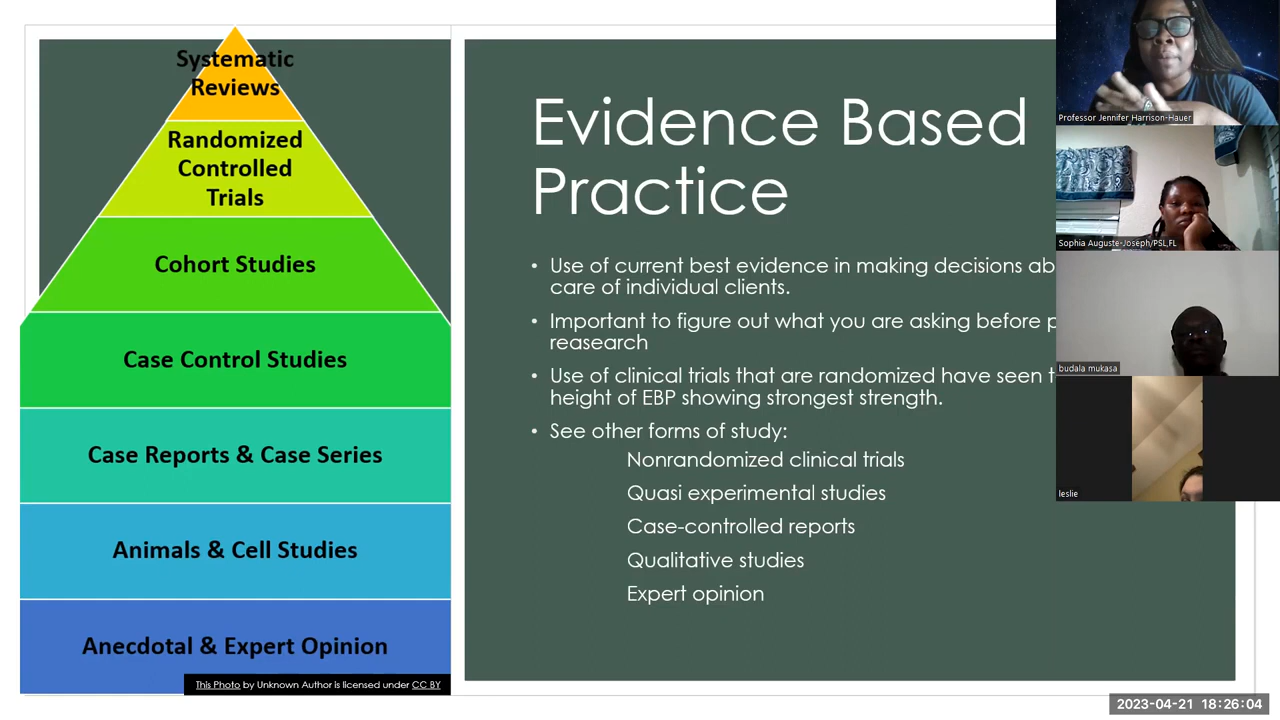 Systematic
Reviews
Randomized
Controlled
Trials
Cohort Studies
Case Control Studies
Case Reports & Case Series
Animals & Cell Studies
Anecdotal & Expert Opinion
This Photo by Unknown Author is licensed under CC BY
Evidence Based
Practice
• Use of current best evidence in making decisions
care of individual clients.
• Important to figure out what you are asking before
reasearch
• Use of clinical trials that are randomized have seen
height of EBP showing strongest strength.
• See other forms of study:
Nonrandomized clinical trials
Quasi experimental studies
Case-controlled reports
Qualitative studies
Expert opinion
Professor Jennifer Harrison-Hauer
Sophia Auguste-Joseph/PSL,FL
budala mukasa
leslie
2023-04-21 18:26:04